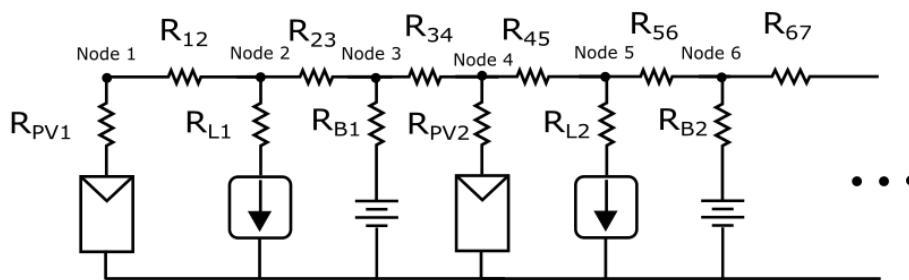 Node 1
R12
Node 2
R23
Node 3
R34
Node 4
R45
Node 5
R56
Node 6
R67
RPV1
RL1
RB1
RPV2
RL2
RB2
• • •